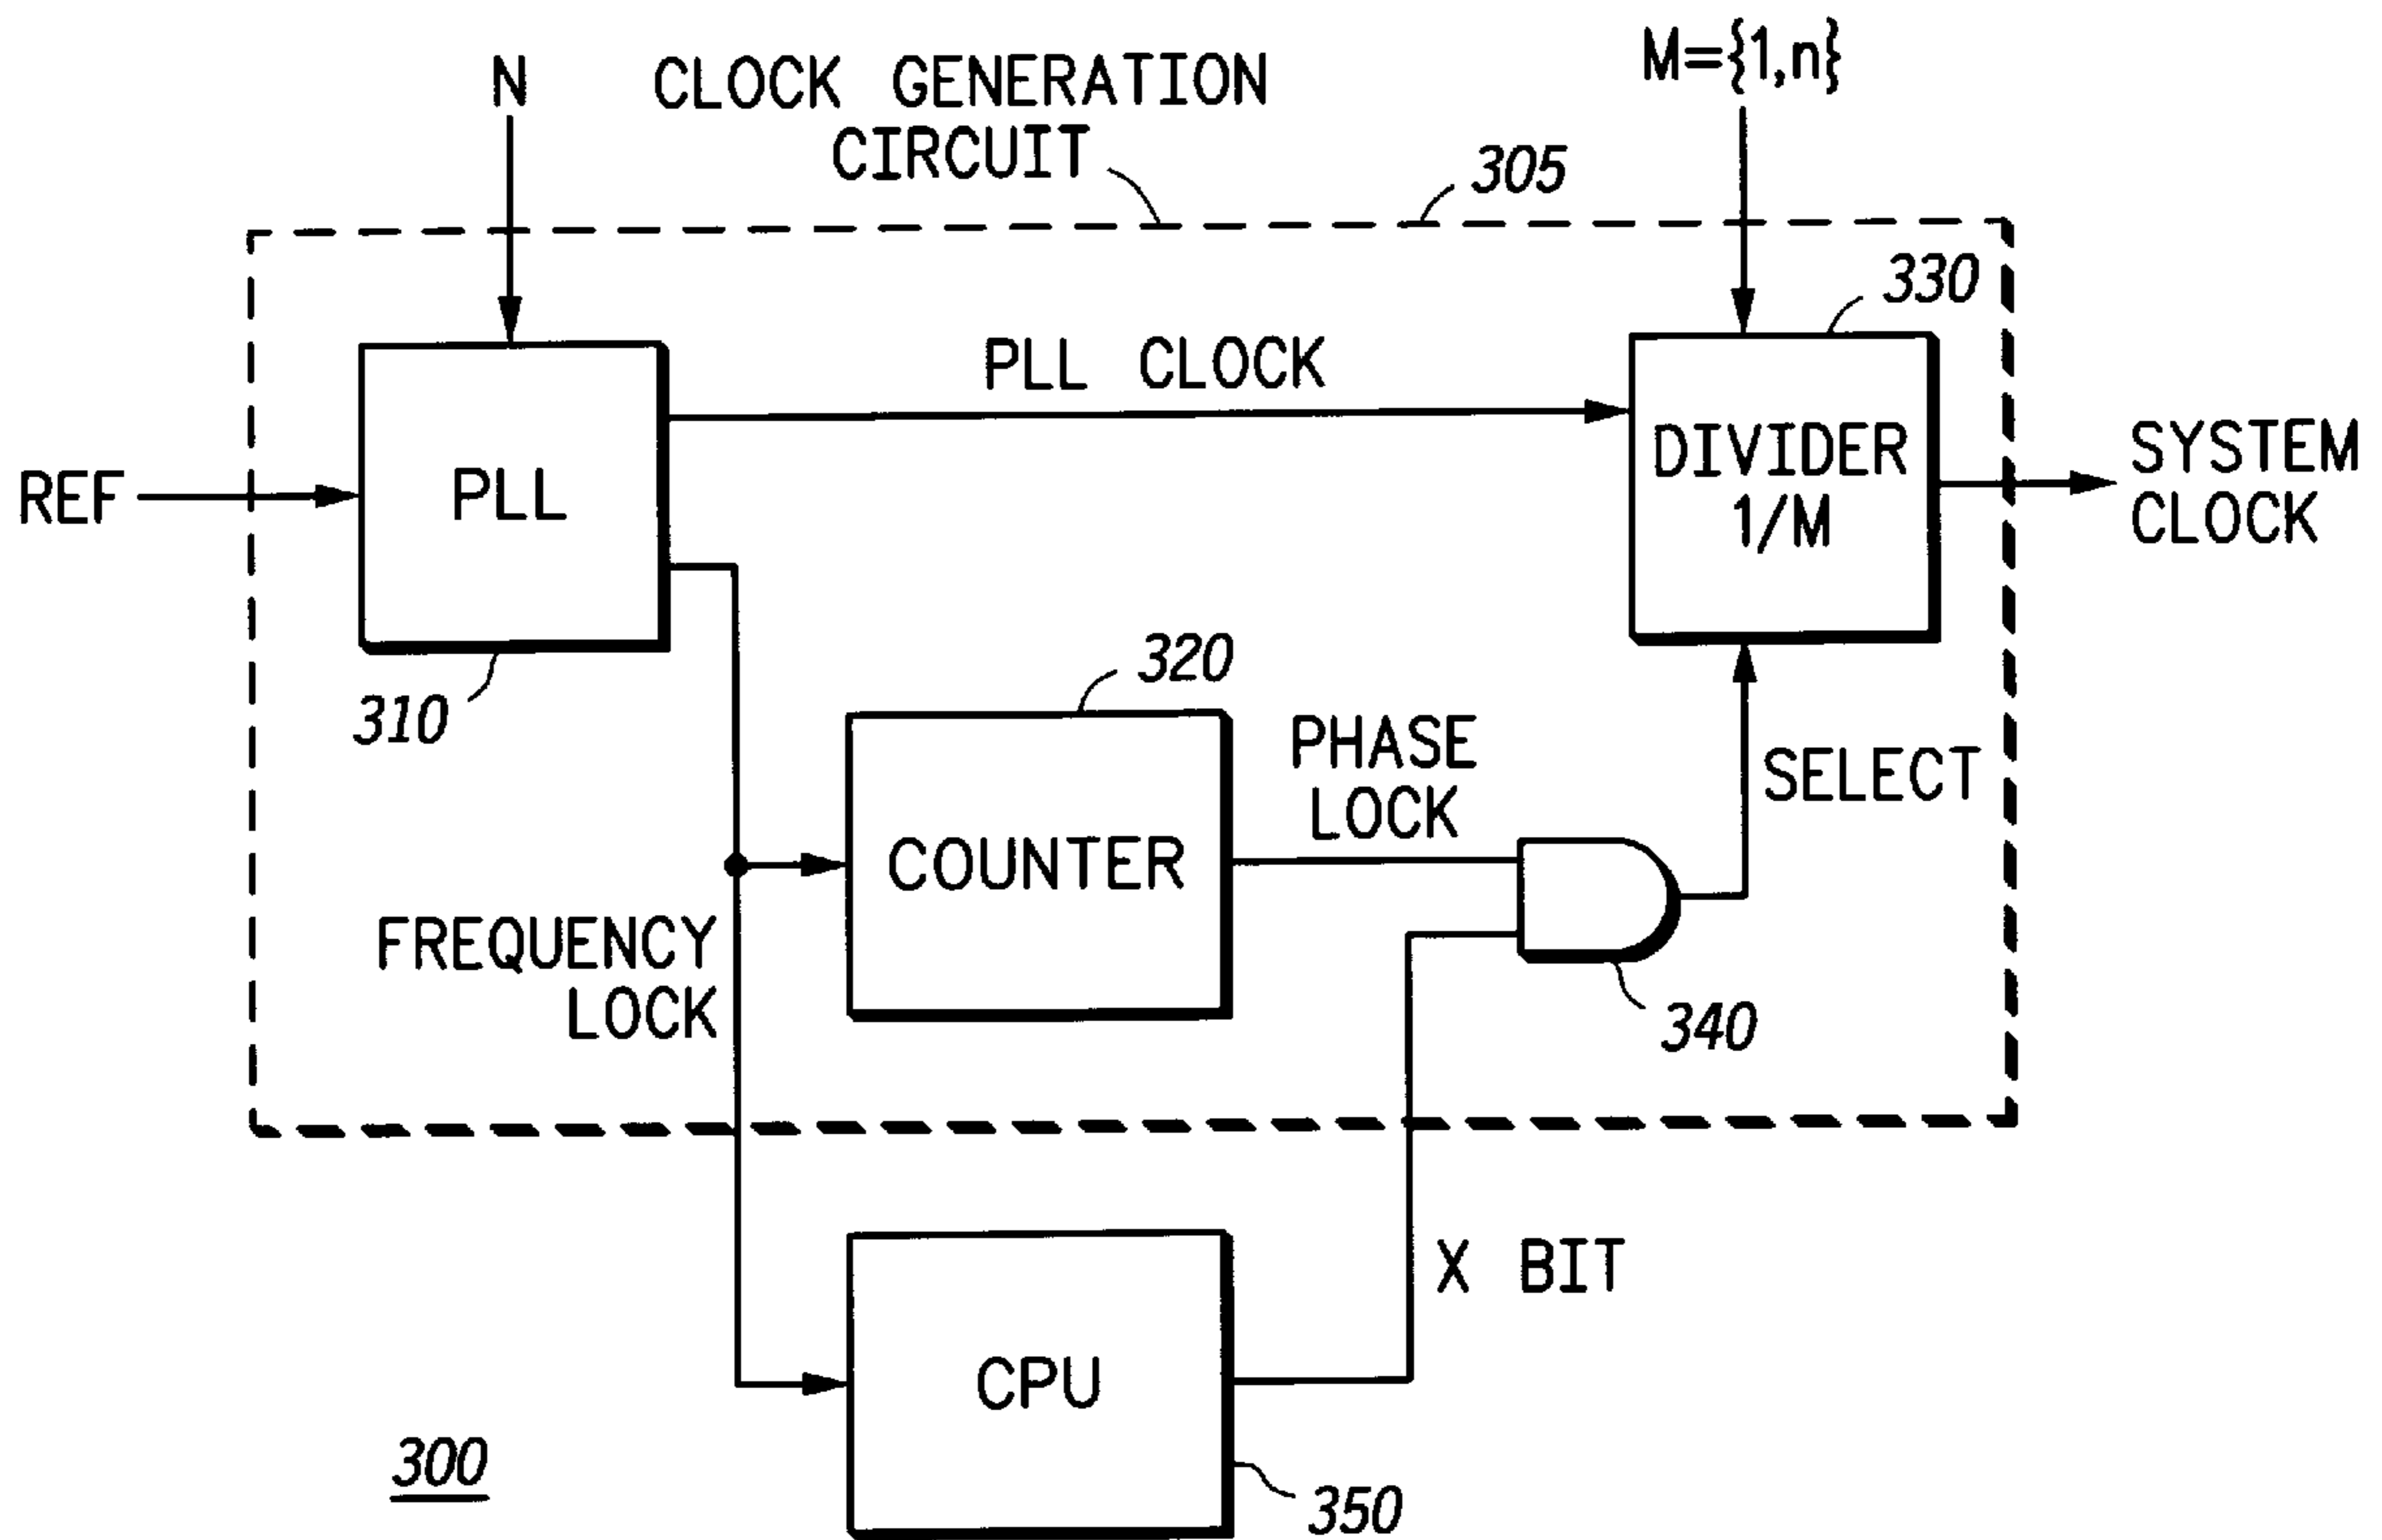 N
CLOCK GENERATION
CIRCUIT
M={1,n}
305
330
PLL CLOCK
REF
PLL
DIVIDER
1/M
SYSTEM
CLOCK
310
320
PHASE
LOCK
SELECT
COUNTER
FREQUENCY
LOCK
340
X BIT
CPU
300
350